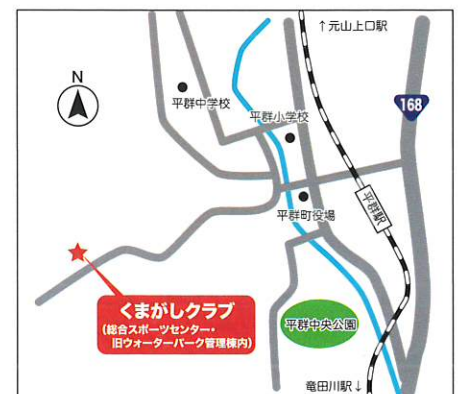 ↑元山上口駅
N
平群中学校
168
平群小学校
平群駅
平群町役場
くまがしクラブ
(総合スポーツセンター・
旧ウォーターパーク管理棟内)
平群中央公園
竜田川駅↓